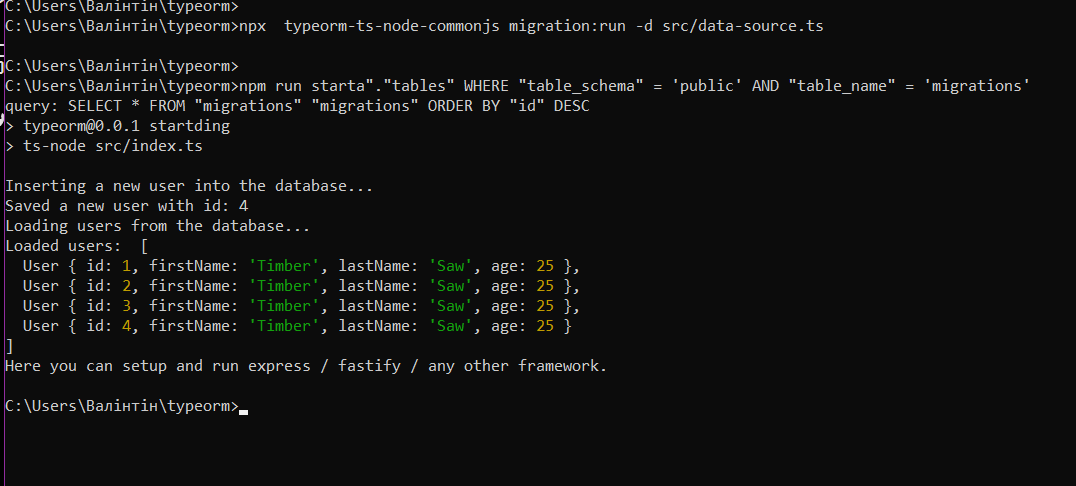 C:\Users\Валінтін\typeorm>
C:\Users\Валінтін\typeorm>npx  typeorm-ts-node-commonjs migration:run -d src/data-source.ts
C:\Users\Валінтін\typeorm>
C:\Users\Валінтін\typeorm>npm run starta"."tables" WHERE "table_schema" = 'public' AND "table_name" = 'migrations'
query: SELECT * FROM "migrations" "migrations" ORDER BY "id" DESC
> typeorm@0.0.1 startding
> ts-node src/index.ts
Inserting a new user into the database...
Saved a new user with id: 4
Loading users from the database...
Loaded users:  [
  User { id: 1, firstName: 'Timber', lastName: 'Saw', age: 25 },
  User { id: 2, firstName: 'Timber', lastName: 'Saw', age: 25 },
  User { id: 3, firstName: 'Timber', lastName: 'Saw', age: 25 },
  User { id: 4, firstName: 'Timber', lastName: 'Saw', age: 25 }
]
Here you can setup and run express / fastify / any other framework.
C:\Users\Валінтін\typeorm>